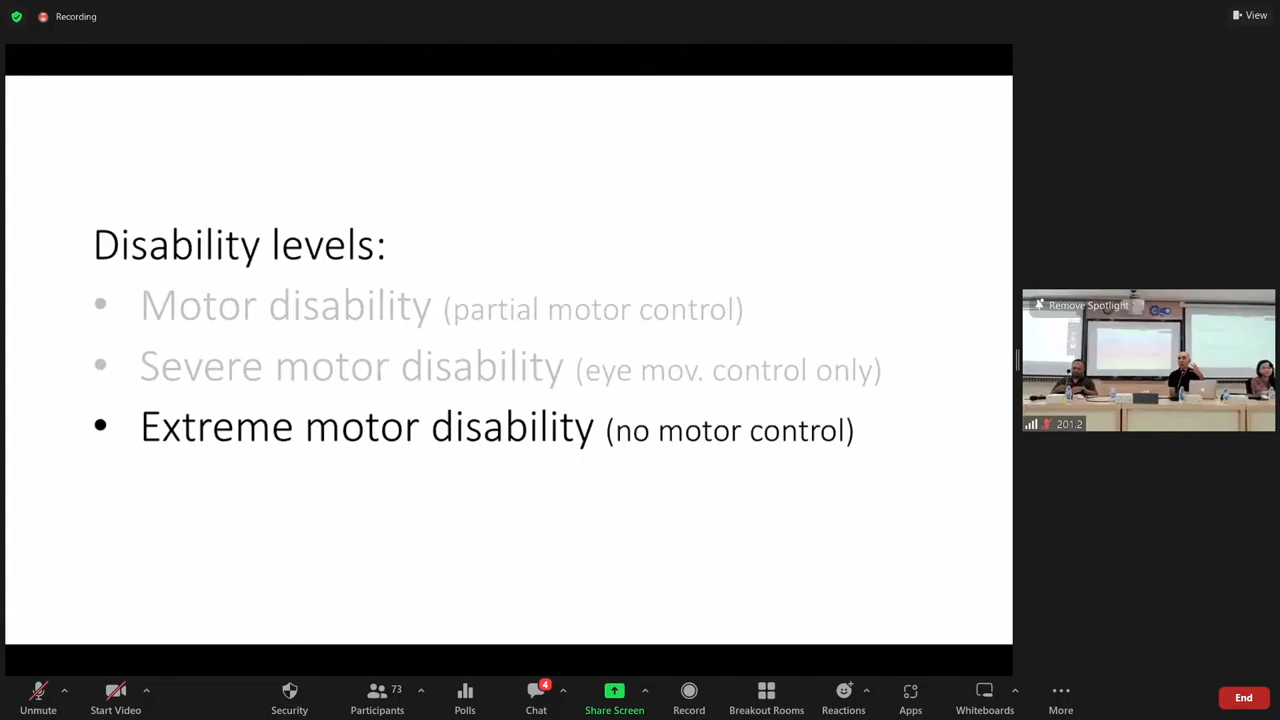 Recording
View
Disability levels:
• Motor disability (partial motor control)
• Severe motor disability (eye mov. control only)
• Extreme motor disability (no motor control)
Remove Spotlight
201.2
Unmute
Start Video
Security
73
Participants
Polls
4
Chat
Share Screen
Record
Breakout Rooms
Reactions
Apps
Whiteboards
More
End